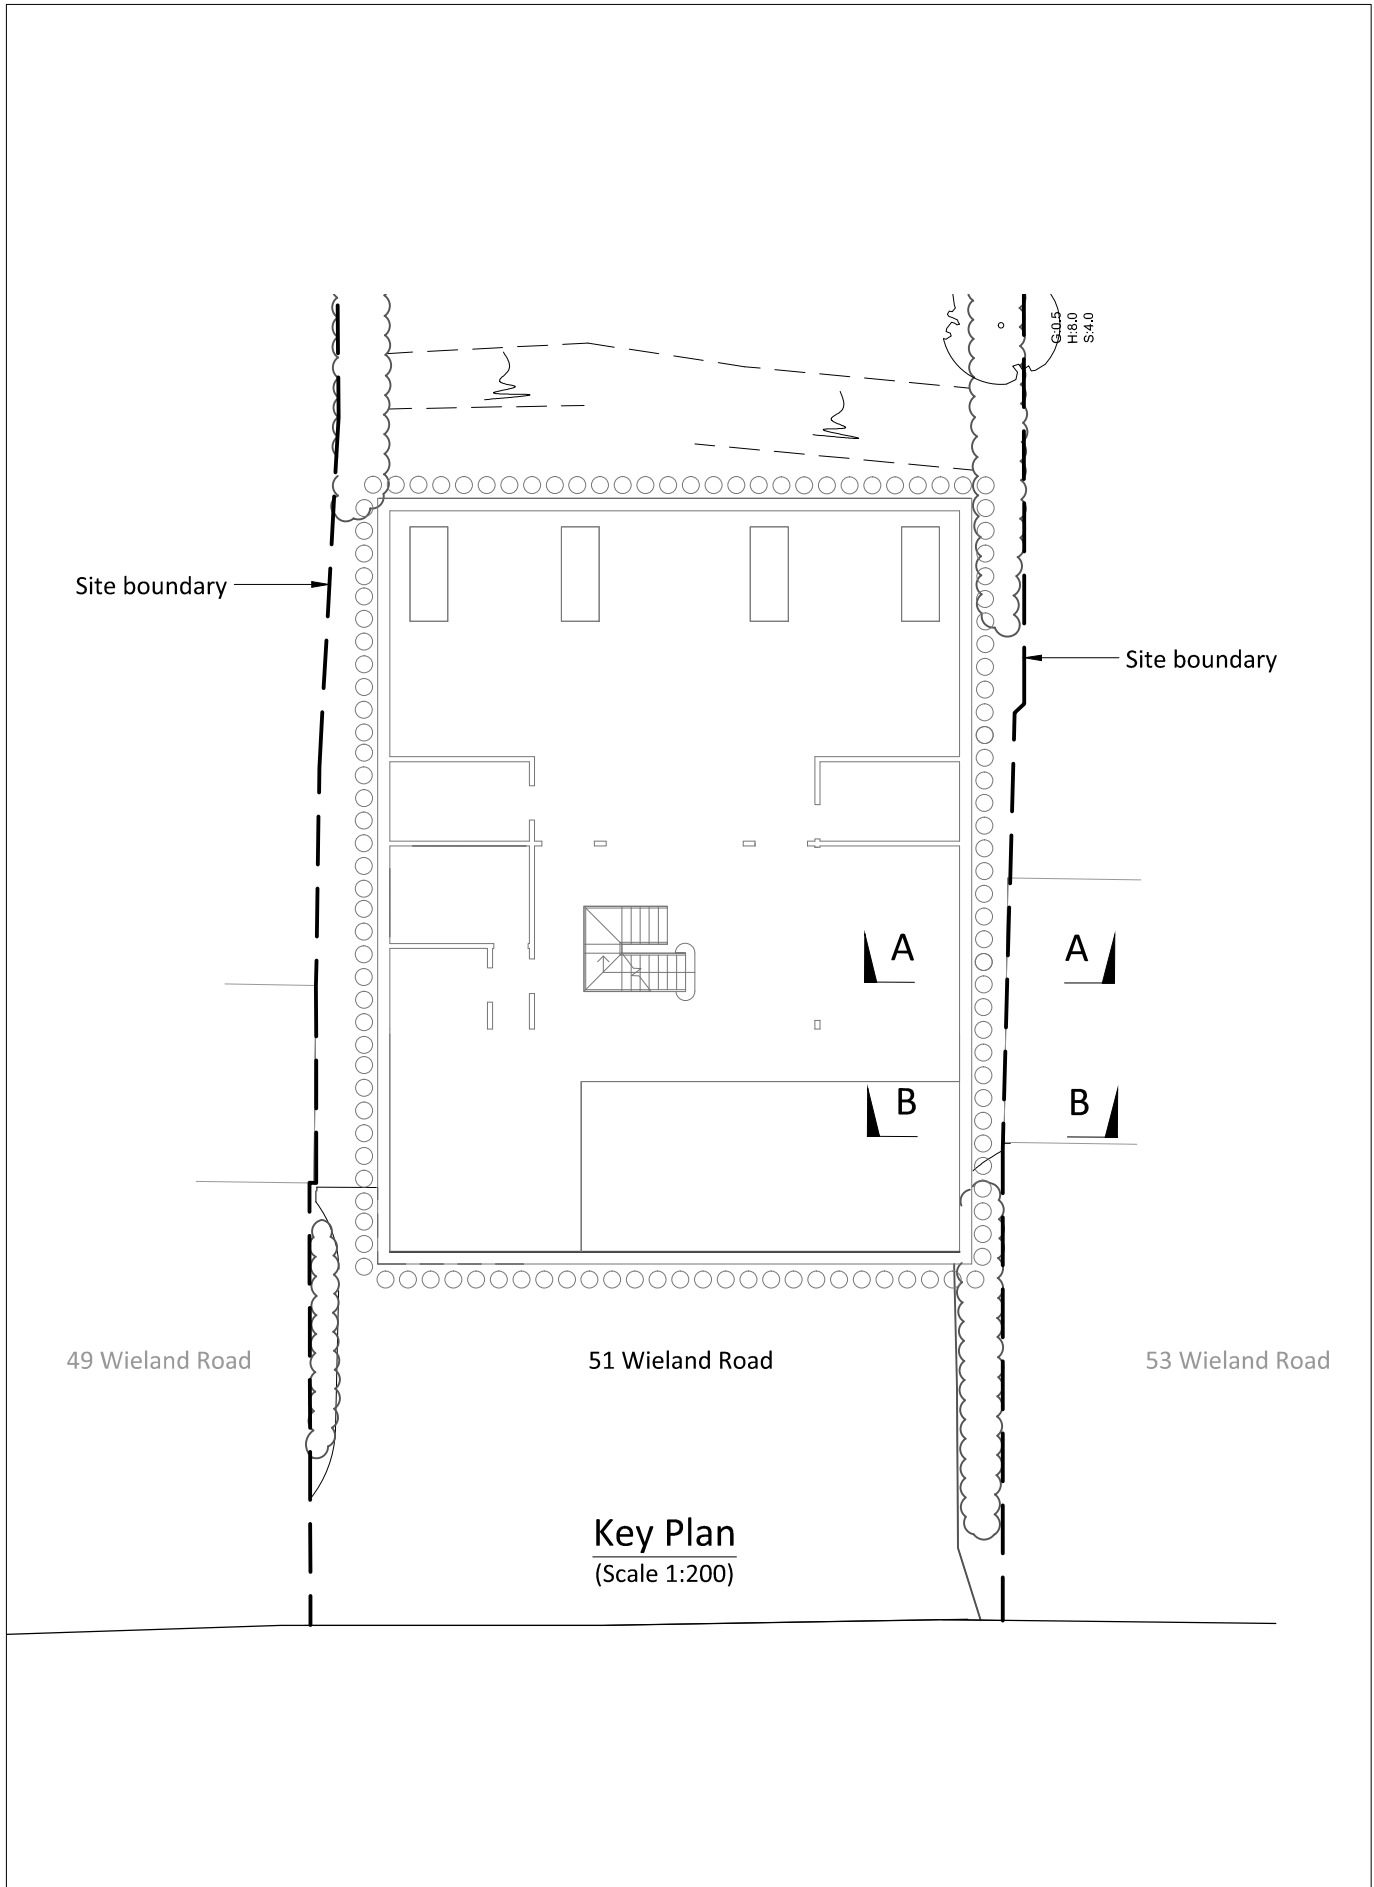 G:0.5
H:8.0
S:4.0
Site boundary
Site boundary
A A
B B
49 Wieland Road
51 Wieland Road
53 Wieland Road
Key Plan
(Scale 1:200)